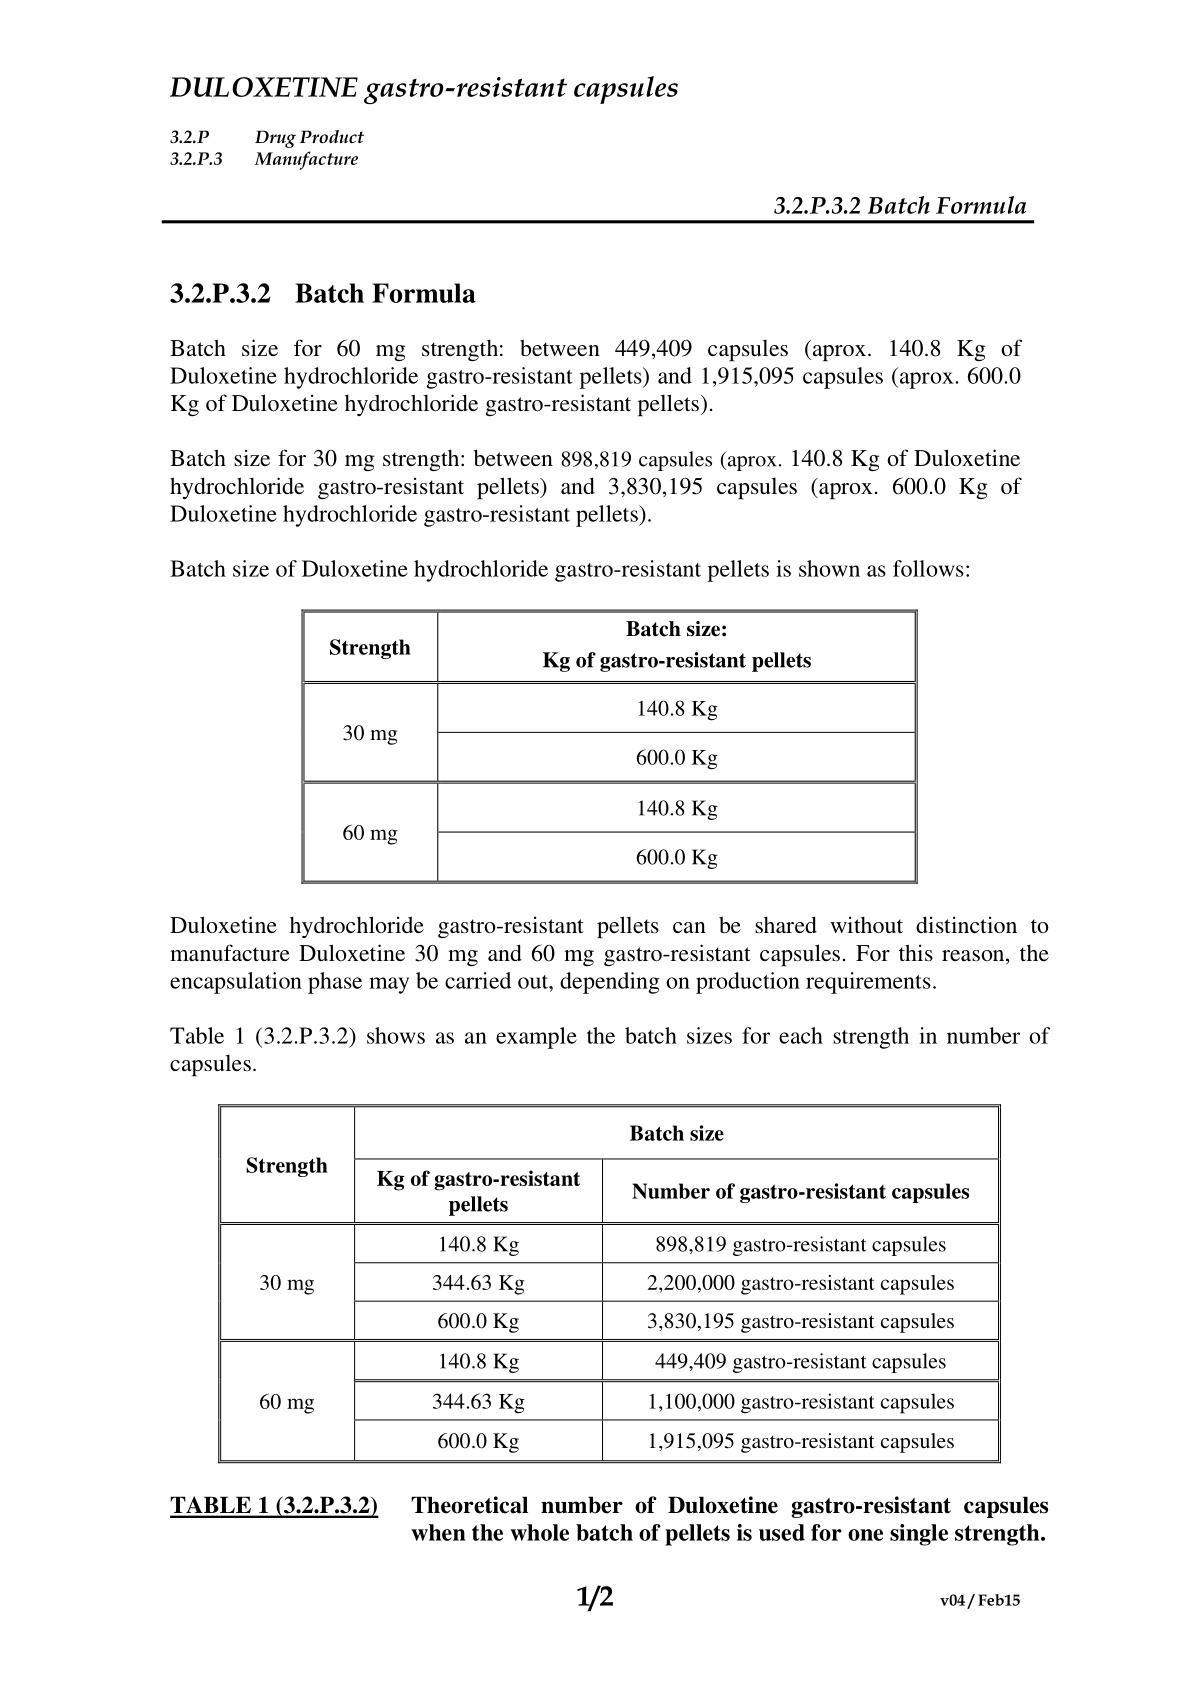 DULOXETINE gastro-resistant capsules
3.2.P Drug Product
3.2.P.3 Manufacture
3.2.P.3.2 Batch Formula
3.2.P.3.2 Batch Formula
Batch size for 60 mg strength: between 449,409 capsules (aprox. 140.8 Kg of
Duloxetine hydrochloride gastro-resistant pellets) and 1,915,095 capsules (aprox. 600.0
Kg of Duloxetine hydrochloride gastro-resistant pellets).
Batch size for 30 mg strength: between 898,819 capsules (aprox. 140.8 Kg of Duloxetine
hydrochloride gastro-resistant pellets) and 3,830,195 capsules (aprox. 600.0 Kg of
Duloxetine hydrochloride gastro-resistant pellets).
Batch size of Duloxetine hydrochloride gastro-resistant pellets is shown as follows:
Strength
Batch size:
Kg of gastro-resistant pellets
30 mg
140.8 Kg
600.0 Kg
60 mg
140.8 Kg
600.0 Kg
Duloxetine hydrochloride gastro-resistant pellets can be shared without distinction to
manufacture Duloxetine 30 mg and 60 mg gastro-resistant capsules. For this reason, the
encapsulation phase may be carried out, depending on production requirements.
Table 1 (3.2.P.3.2) shows as an example the batch sizes for each strength in number of
capsules.
Strength
Batch size
Kg of gastro-resistant
pellets
Number of gastro-resistant capsules
30 mg
140.8 Kg 898,819 gastro-resistant capsules
344.63 Kg 2,200,000 gastro-resistant capsules
600.0 Kg 3,830,195 gastro-resistant capsules
60 mg
140.8 Kg 449,409 gastro-resistant capsules
344.63 Kg 1,100,000 gastro-resistant capsules
600.0 Kg 1,915,095 gastro-resistant capsules
TABLE 1 (3.2.P.3.2) Theoretical number of Duloxetine gastro-resistant capsules
when the whole batch of pellets is used for one single strength.
1/2
v04 / Feb15